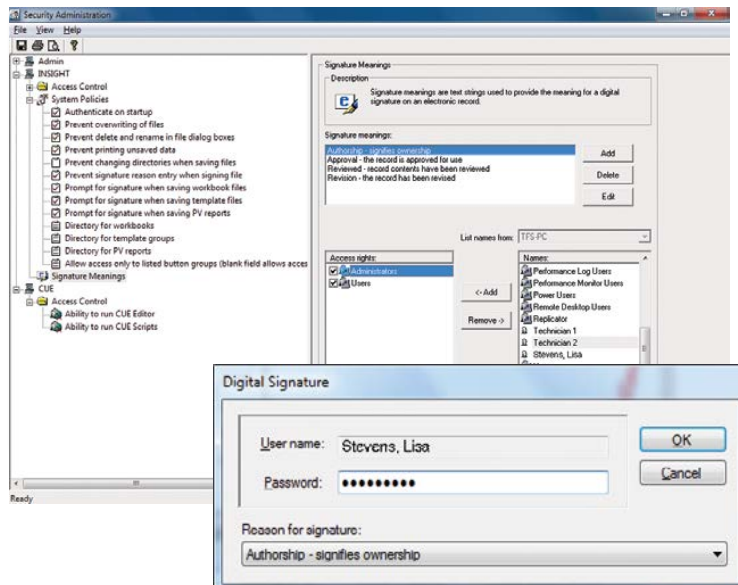 Security Administration
File View Help
Admin
INSIGHT
Access Control
System Policies
Authenticate on startup
Prevent overwriting of files
Prevent delete and rename in file dialog boxes
Prevent printing unsaved data
Prevent changing directories when saving files
Prevent signature reason entry when signing file
Prompt for signature when saving workbook files
Prompt for signature when saving template files
Prompt for signature when saving PV reports
Directory for workbooks
Directory for template groups
Directory for PV reports
Allow access only to listed button groups (blank field allows acces
Signature Meanings
CUE
Access Control
Ability to run CUE Editor
Ability to run CUE Scripts
Ready
Signature Meanings
Description
Signature meanings are text strings used to provide the meaning for a digital
signature on an electronic record.
Signature meanings:
Authorship - signifies ownership
Approval - the record is approved for use
Reviewed - record contents have been reviewed
Revision - the record has been revised
Add
Delete
Edit
List names from: TFS-PC
Access rights:
Administrators
Users
<- Add
Remove ->
Names:
Performance Log Users
Performance Monitor Users
Power Users
Remote Desktop Users
Replicator
Technician 1
Technician 2
Stevens, Lisa
Digital Signature
User name: Stevens, Lisa
Password: •••••••••
OK
Cancel
Reason for signature:
Authorship - signifies ownership